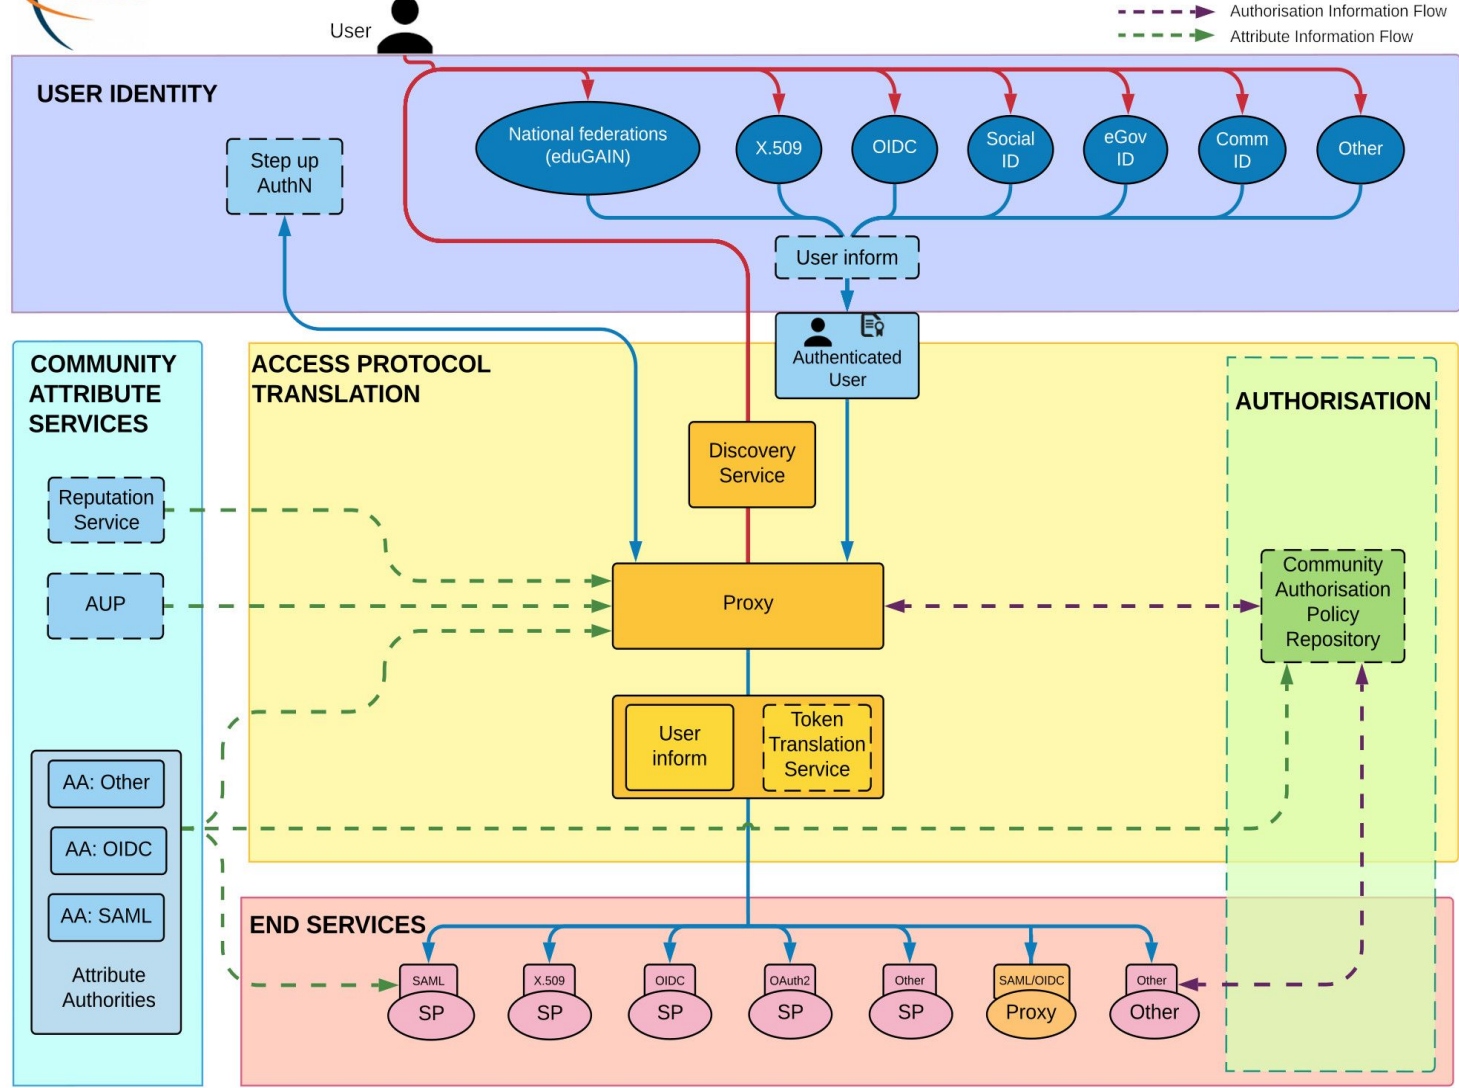 User
Authorisation Information Flow
Attribute Information Flow
USER IDENTITY
Step up
AuthN
National federations
(eduGAIN)
X.509
OIDC
Social
ID
eGov
ID
Comm
ID
Other
User inform
Authenticated
User
COMMUNITY
ATTRIBUTE
SERVICES
Reputation
Service
AUP
AA: Other
AA: OIDC
AA: SAML
Attribute
Authorities
ACCESS PROTOCOL
TRANSLATION
Discovery
Service
Proxy
User
inform
Token
Translation
Service
AUTHORISATION
Community
Authorisation
Policy
Repository
END SERVICES
SAML
SP
X.509
SP
OIDC
SP
OAuth2
SP
Other
SP
SAML/OIDC
Proxy
Other
Other